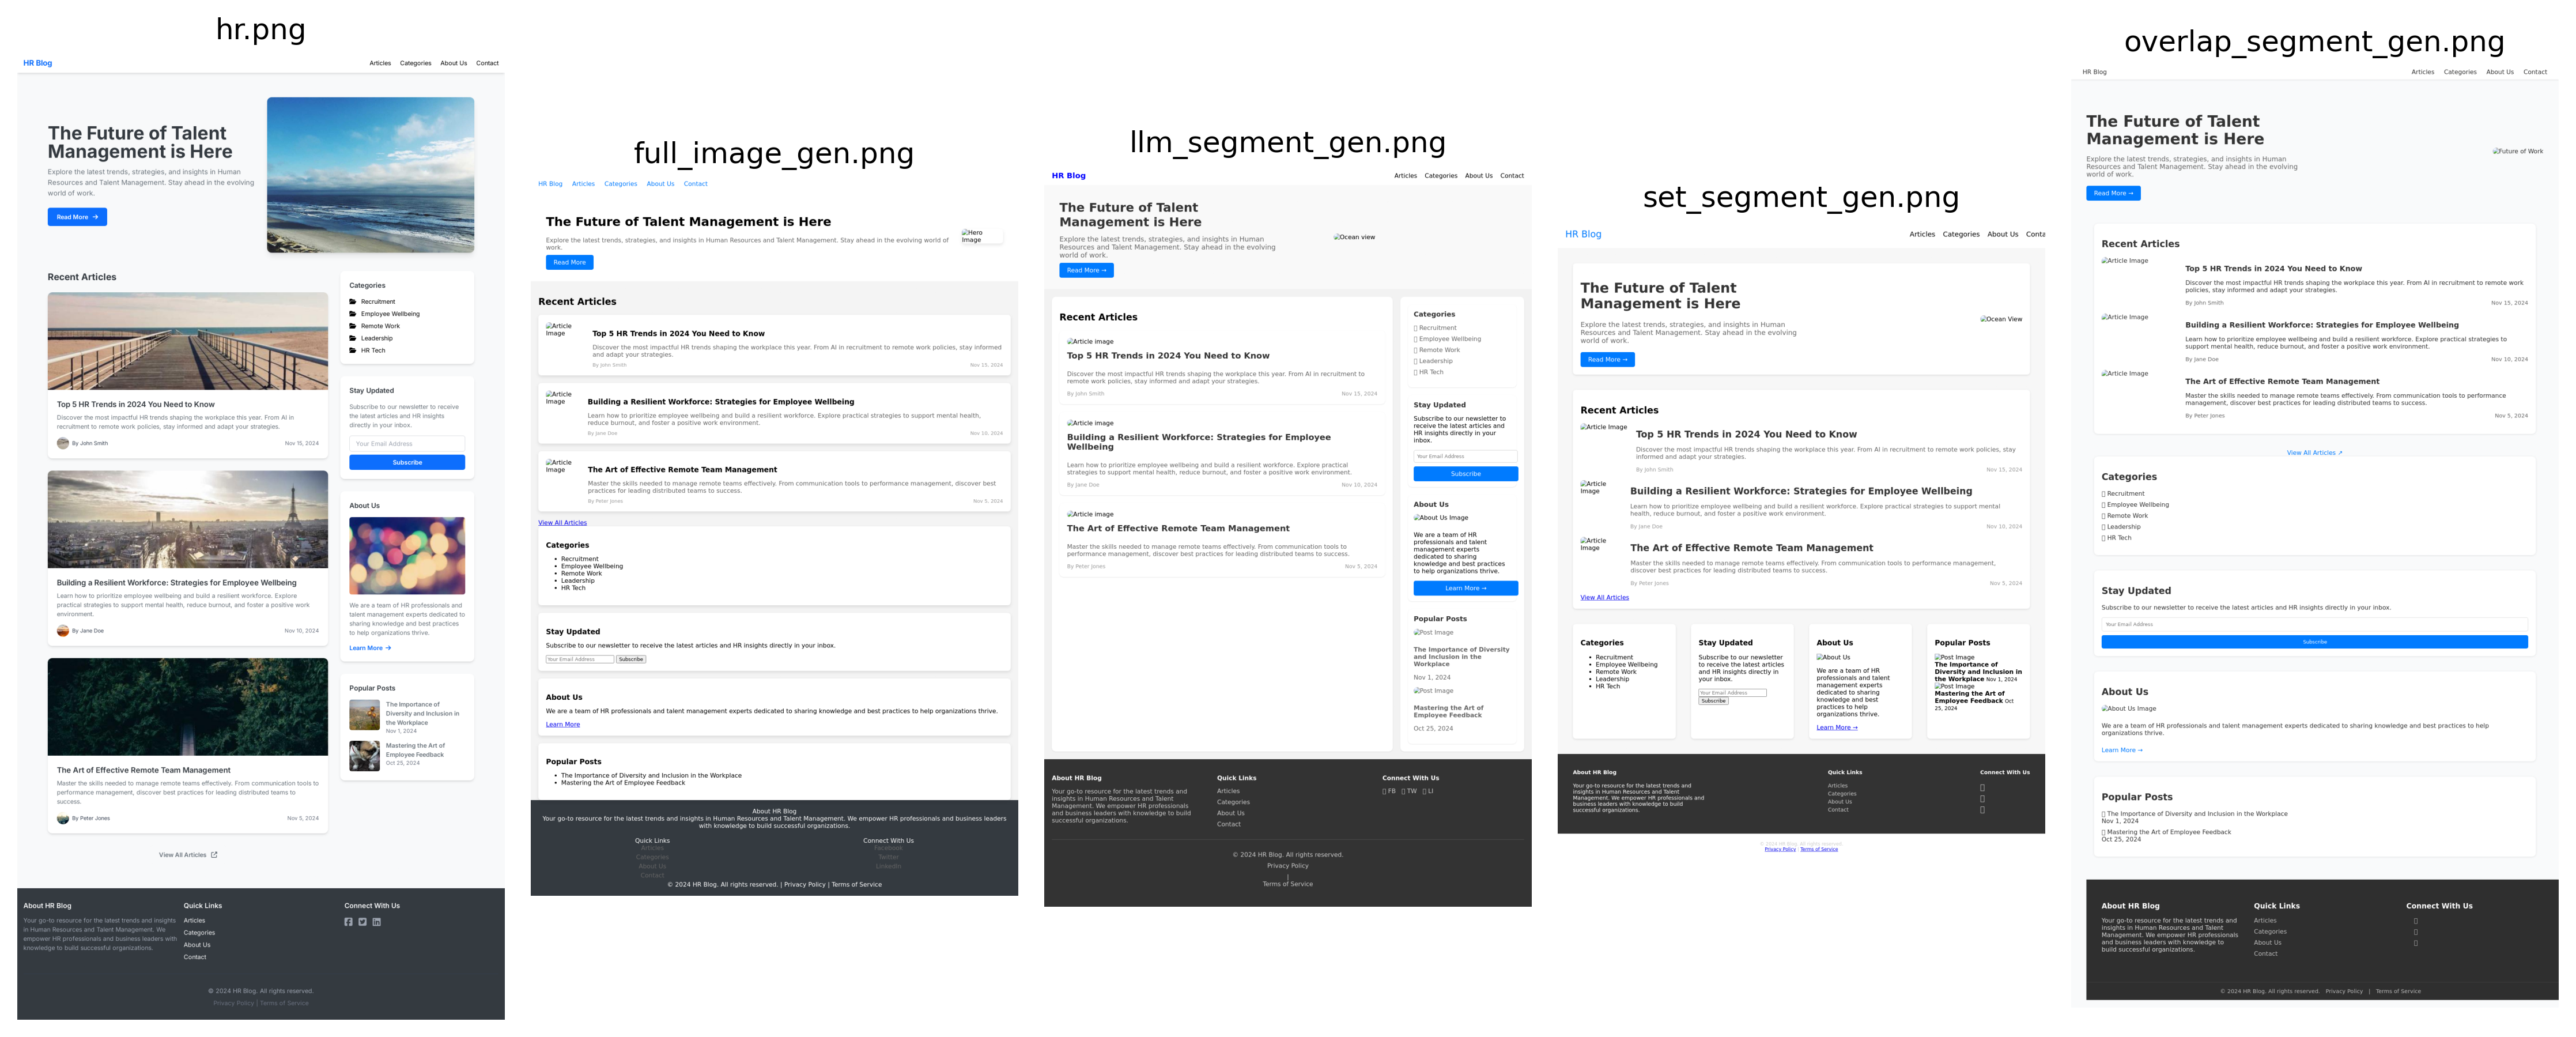 hr.png
HR Blog
Articles Categories About Us Contact
The Future of Talent
Management is Here
Explore the latest trends, strategies, and insights in Human
Resources and Talent Management. Stay ahead in the evolving
world of work.
Read More →
Recent Articles
Top 5 HR Trends in 2024 You Need to Know
Discover the most impactful HR trends shaping the workplace this year. From AI in
recruitment to remote work policies, stay informed and adapt your strategies.
By John Smith Nov 15, 2024
Building a Resilient Workforce: Strategies for Employee Wellbeing
Learn how to prioritize employee wellbeing and build a resilient workforce. Explore
practical strategies to support mental health, reduce burnout, and foster a positive work
environment.
By Jane Doe Nov 10, 2024
The Art of Effective Remote Team Management
Master the skills needed to manage remote teams effectively. From communication tools to
performance management, discover best practices for leading distributed teams to
success.
By Peter Jones Nov 5, 2024
View All Articles
Categories
Recruitment
Employee Wellbeing
Remote Work
Leadership
HR Tech
Stay Updated
Subscribe to our newsletter to receive
the latest articles and HR insights
directly in your inbox.
Your Email Address
Subscribe
About Us
We are a team of HR professionals and
talent management experts dedicated to
sharing knowledge and best practices
to help organizations thrive.
Learn More →
Popular Posts
The Importance of
Diversity and Inclusion in
the Workplace
Nov 1, 2024
Mastering the Art of
Employee Feedback
Oct 25, 2024
About HR Blog
Your go-to resource for the latest trends and insights
in Human Resources and Talent Management. We
empower HR professionals and business leaders with
knowledge to build successful organizations.
Quick Links
Articles
Categories
About Us
Contact
Connect With Us
© 2024 HR Blog. All rights reserved.
Privacy Policy | Terms of Service
full_image_gen.png
HR Blog Articles Categories About Us Contact
The Future of Talent Management is Here
Explore the latest trends, strategies, and insights in Human Resources and Talent Management. Stay ahead in the evolving world of
work.
Read More
Hero
Image
Recent Articles
Article
Image
Top 5 HR Trends in 2024 You Need to Know
Discover the most impactful HR trends shaping the workplace this year. From AI in recruitment to remote work policies, stay informed
and adapt your strategies.
By John Smith Nov 15, 2024
Article
Image
Building a Resilient Workforce: Strategies for Employee Wellbeing
Learn how to prioritize employee wellbeing and build a resilient workforce. Explore practical strategies to support mental health,
reduce burnout, and foster a positive work environment.
By Jane Doe Nov 10, 2024
Article
Image
The Art of Effective Remote Team Management
Master the skills needed to manage remote teams effectively. From communication tools to performance management, discover best
practices for leading distributed teams to success.
By Peter Jones Nov 5, 2024
View All Articles
Categories
• Recruitment
• Employee Wellbeing
• Remote Work
• Leadership
• HR Tech
Stay Updated
Subscribe to our newsletter to receive the latest articles and HR insights directly in your inbox.
Your Email Address Subscribe
About Us
We are a team of HR professionals and talent management experts dedicated to sharing knowledge and best practices to help organizations thrive.
Learn More
Popular Posts
• The Importance of Diversity and Inclusion in the Workplace
• Mastering the Art of Employee Feedback
About HR Blog
Your go-to resource for the latest trends and insights in Human Resources and Talent Management. We empower HR professionals and business leaders
with knowledge to build successful organizations.
Quick Links
Articles
Categories
About Us
Contact
Connect With Us
Facebook
Twitter
LinkedIn
© 2024 HR Blog. All rights reserved. | Privacy Policy | Terms of Service
llm_segment_gen.png
HR Blog
Articles Categories About Us Contact
The Future of Talent
Management is Here
Explore the latest trends, strategies, and insights in Human
Resources and Talent Management. Stay ahead in the evolving
world of work.
Read More →
Ocean view
Recent Articles
Article image
Top 5 HR Trends in 2024 You Need to Know
Discover the most impactful HR trends shaping the workplace this year. From AI in recruitment to
remote work policies, stay informed and adapt your strategies.
By John Smith Nov 15, 2024
Article image
Building a Resilient Workforce: Strategies for Employee
Wellbeing
Learn how to prioritize employee wellbeing and build a resilient workforce. Explore practical
strategies to support mental health, reduce burnout, and foster a positive work environment.
By Jane Doe Nov 10, 2024
Article image
The Art of Effective Remote Team Management
Master the skills needed to manage remote teams effectively. From communication tools to
performance management, discover best practices for leading distributed teams to success.
By Peter Jones Nov 5, 2024
Categories
Recruitment
Employee Wellbeing
Remote Work
Leadership
HR Tech
Stay Updated
Subscribe to our newsletter to
receive the latest articles and
HR insights directly in your
inbox.
Your Email Address
Subscribe
About Us
About Us Image
We are a team of HR
professionals and talent
management experts
dedicated to sharing
knowledge and best practices
to help organizations thrive.
Learn More →
Popular Posts
Post Image
The Importance of Diversity
and Inclusion in the
Workplace
Nov 1, 2024
Post Image
Mastering the Art of
Employee Feedback
Oct 25, 2024
About HR Blog
Your go-to resource for the latest trends and
insights in Human Resources and Talent
Management. We empower HR professionals
and business leaders with knowledge to build
successful organizations.
Quick Links
Articles
Categories
About Us
Contact
Connect With Us
FB TW LI
© 2024 HR Blog. All rights reserved.
Privacy Policy
|
Terms of Service
set_segment_gen.png
HR Blog
Articles Categories About Us Conta
The Future of Talent
Management is Here
Explore the latest trends, strategies, and insights in Human
Resources and Talent Management. Stay ahead in the evolving
world of work.
Read More →
Ocean View
Recent Articles
Article Image
Top 5 HR Trends in 2024 You Need to Know
Discover the most impactful HR trends shaping the workplace this year. From AI in recruitment to remote work policies, stay
informed and adapt your strategies.
By John Smith Nov 15, 2024
Article
Image
Building a Resilient Workforce: Strategies for Employee Wellbeing
Learn how to prioritize employee wellbeing and build a resilient workforce. Explore practical strategies to support mental
health, reduce burnout, and foster a positive work environment.
By Jane Doe Nov 10, 2024
Article
Image
The Art of Effective Remote Team Management
Master the skills needed to manage remote teams effectively. From communication tools to performance management,
discover best practices for leading distributed teams to success.
By Peter Jones Nov 5, 2024
View All Articles
Categories
• Recruitment
• Employee Wellbeing
• Remote Work
• Leadership
• HR Tech
Stay Updated
Subscribe to our newsletter
to receive the latest articles
and HR insights directly in
your inbox.
Your Email Address
Subscribe
About Us
About Us
We are a team of HR
professionals and talent
management experts
dedicated to sharing
knowledge and best
practices to help
organizations thrive.
Learn More →
Popular Posts
Post Image
The Importance of
Diversity and Inclusion in
the Workplace Nov 1, 2024
Post Image
Mastering the Art of
Employee Feedback Oct
25, 2024
About HR Blog
Your go-to resource for the latest trends and
insights in Human Resources and Talent
Management. We empower HR professionals and
business leaders with knowledge to build
successful organizations.
Quick Links
Articles
Categories
About Us
Contact
Connect With Us
© 2024 HR Blog. All rights reserved.
Privacy Policy | Terms of Service
overlap_segment_gen.png
HR Blog
Articles Categories About Us Contact
The Future of Talent
Management is Here
Explore the latest trends, strategies, and insights in Human
Resources and Talent Management. Stay ahead in the evolving
world of work.
Read More →
Future of Work
Recent Articles
Article Image
Top 5 HR Trends in 2024 You Need to Know
Discover the most impactful HR trends shaping the workplace this year. From AI in recruitment to remote work
policies, stay informed and adapt your strategies.
By John Smith Nov 15, 2024
Article Image
Building a Resilient Workforce: Strategies for Employee Wellbeing
Learn how to prioritize employee wellbeing and build a resilient workforce. Explore practical strategies to
support mental health, reduce burnout, and foster a positive work environment.
By Jane Doe Nov 10, 2024
Article Image
The Art of Effective Remote Team Management
Master the skills needed to manage remote teams effectively. From communication tools to performance
management, discover best practices for leading distributed teams to success.
By Peter Jones Nov 5, 2024
View All Articles ↗
Categories
Recruitment
Employee Wellbeing
Remote Work
Leadership
HR Tech
Stay Updated
Subscribe to our newsletter to receive the latest articles and HR insights directly in your inbox.
Your Email Address
Subscribe
About Us
About Us Image
We are a team of HR professionals and talent management experts dedicated to sharing knowledge and best practices to help
organizations thrive.
Learn More →
Popular Posts
The Importance of Diversity and Inclusion in the Workplace
Nov 1, 2024
Mastering the Art of Employee Feedback
Oct 25, 2024
About HR Blog
Your go-to resource for the latest trends and
insights in Human Resources and Talent
Management. We empower HR professionals
and business leaders with knowledge to
build successful organizations.
Quick Links
Articles
Categories
About Us
Contact
Connect With Us
© 2024 HR Blog. All rights reserved. Privacy Policy | Terms of Service